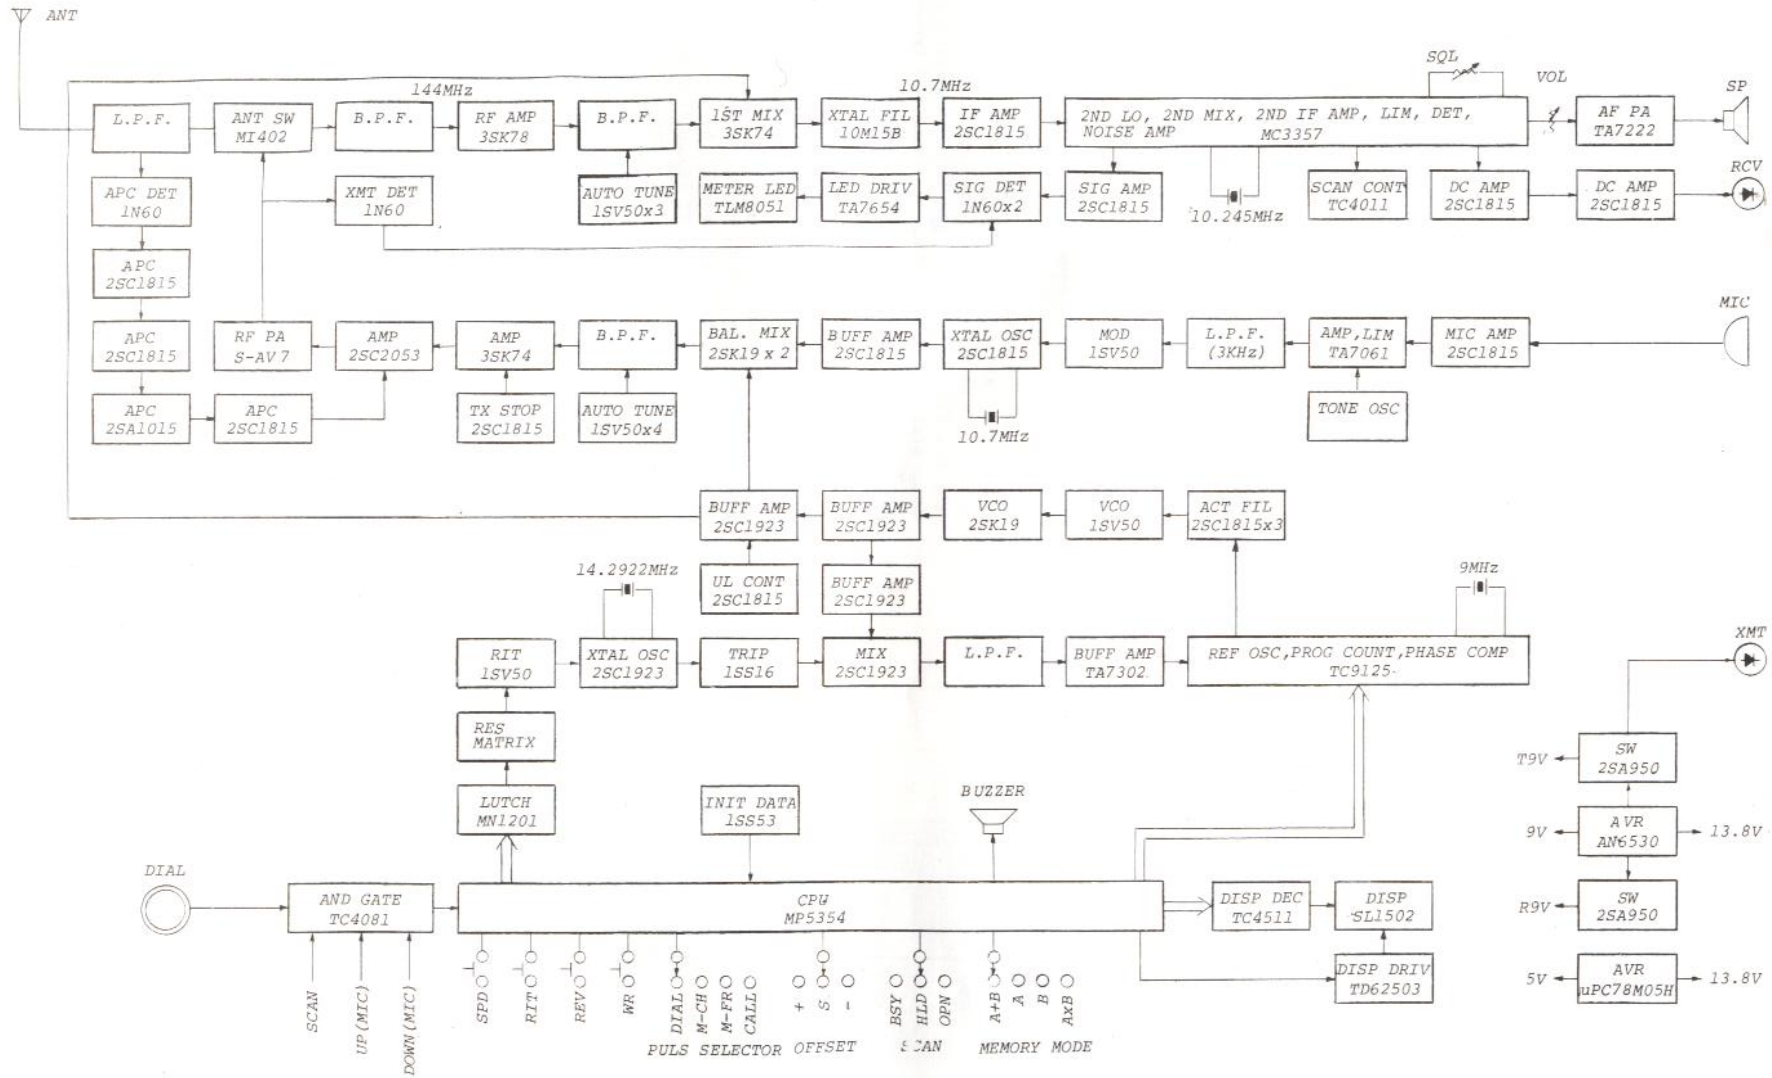 ANT
SQL
VOL
SP
144MHz
10.7MHz
L.P.F.
ANT SW
MI402
B.P.F.
RF AMP
3SK78
B.P.F.
1ST MIX
3SK74
XTAL FIL
10M15B
IF AMP
2SC1815
2ND LO, 2ND MIX, 2ND IF AMP, LIM, DET,
NOISE AMP
MC3357
AF PA
TA7222
RCV
APC DET
1N60
XMT DET
1N60
AUTO TUNE
1SV50x3
METER LED
TLM8051
LED DRIV
TA7654
SIG DET
1N60x2
SIG AMP
2SC1815
10.245MHz
SCAN CONT
TC4011
DC AMP
2SC1815
DC AMP
2SC1815
APC
2SC1815
MIC
APC
2SC1815
RF PA
S-AV7
AMP
2SC2053
AMP
3SK74
B.P.F.
BAL. MIX
2SK19 x 2
BUFF AMP
2SC1815
XTAL OSC
2SC1815
MOD
1SV50
L.P.F.
(3KHz)
AMP,LIM
TA7061
MIC AMP
2SC1815
APC
2SA1015
APC
2SC1815
TX STOP
2SC1815
AUTO TUNE
1SV50x4
10.7MHz
TONE OSC
BUFF AMP
2SC1923
BUFF AMP
2SC1923
VCO
2SK19
VCO
1SV50
ACT FIL
2SC1815x3
14.2922MHz
UL CONT
2SC1815
BUFF AMP
2SC1923
9MHz
RIT
1SV50
XTAL OSC
2SC1923
TRIP
1SS16
MIX
2SC1923
L.P.F.
BUFF AMP
TA7302
REF OSC,PROG COUNT,PHASE COMP
TC9125
XMT
RES
MATRIX
T9V
SW
2SA950
LUTCH
MN1201
INIT DATA
1SS53
BUZZER
9V
AVR
AN6530
13.8V
DIAL
AND GATE
TC4081
CPU
MP5354
DISP DEC
TC4511
DISP
SL1502
R9V
SW
2SA950
DISP DRIV
TD62503
5V
AVR
uPC78M05H
13.8V
SCAN
UP(MIC)
DOWN(MIC)
SPD
RIT
REV
WR
DIAL
M-CH
M-FR
CALL
+
S
-
BSY
HLD
OPN
A+B
A
B
AxB
PULS SELECTOR
OFFSET
SCAN
MEMORY MODE